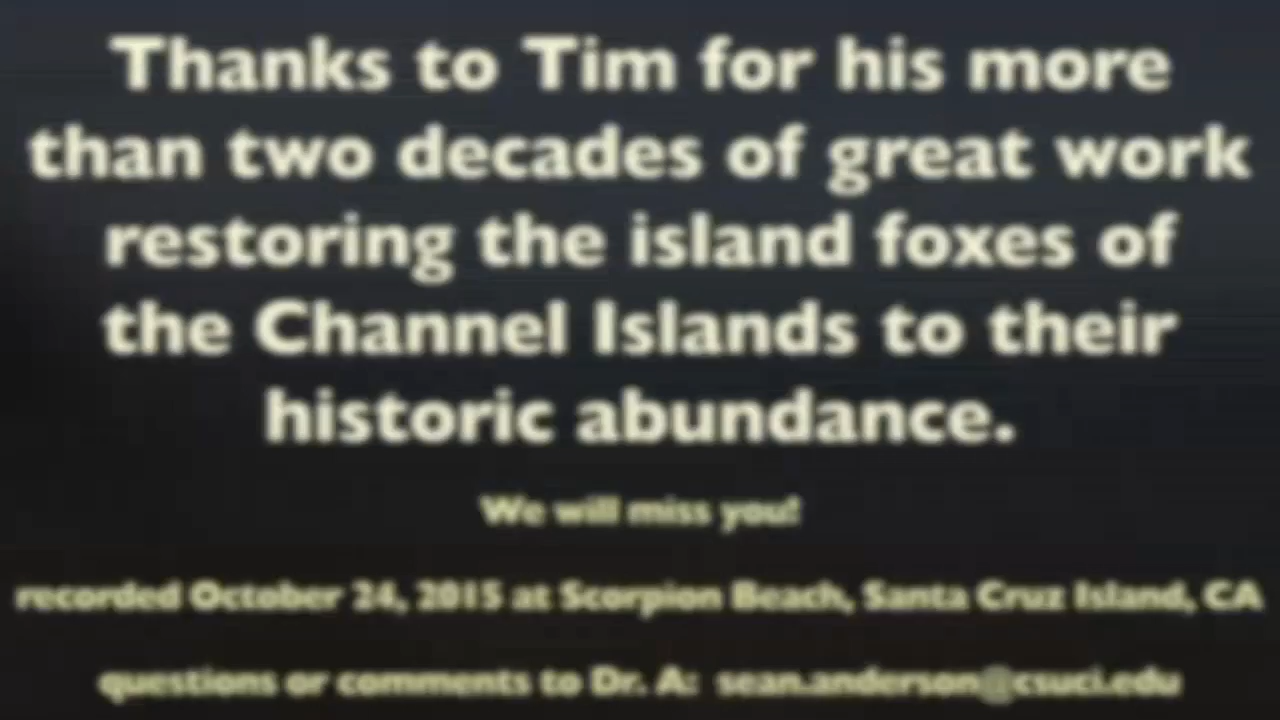 Thanks to Tim for his more
than two decades of great work
restoring the island foxes of
the Channel Islands to their
historic abundance.
We will miss you!
recorded October 24, 2015 at Scorpion Beach, Santa Cruz Island, CA
questions or comments to Dr. A: sean.anderson@csuci.edu